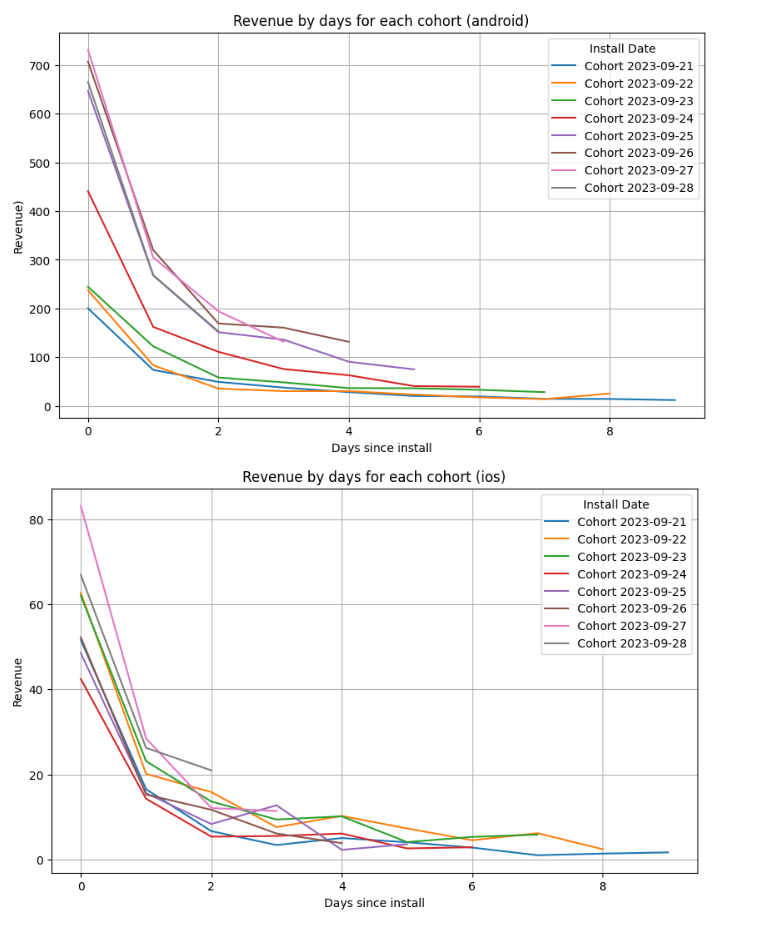 Revenue by days for each cohort (android)
Install Date
Cohort 2023-09-21
Cohort 2023-09-22
Cohort 2023-09-23
Cohort 2023-09-24
Cohort 2023-09-25
Cohort 2023-09-26
Cohort 2023-09-27
Cohort 2023-09-28
Revenue)
700
600
500
400
300
200
100
0
0 2 4 6 8
Days since install
Revenue by days for each cohort (ios)
Install Date
Cohort 2023-09-21
Cohort 2023-09-22
Cohort 2023-09-23
Cohort 2023-09-24
Cohort 2023-09-25
Cohort 2023-09-26
Cohort 2023-09-27
Cohort 2023-09-28
Revenue
80
60
40
20
0
0 2 4 6 8
Days since install